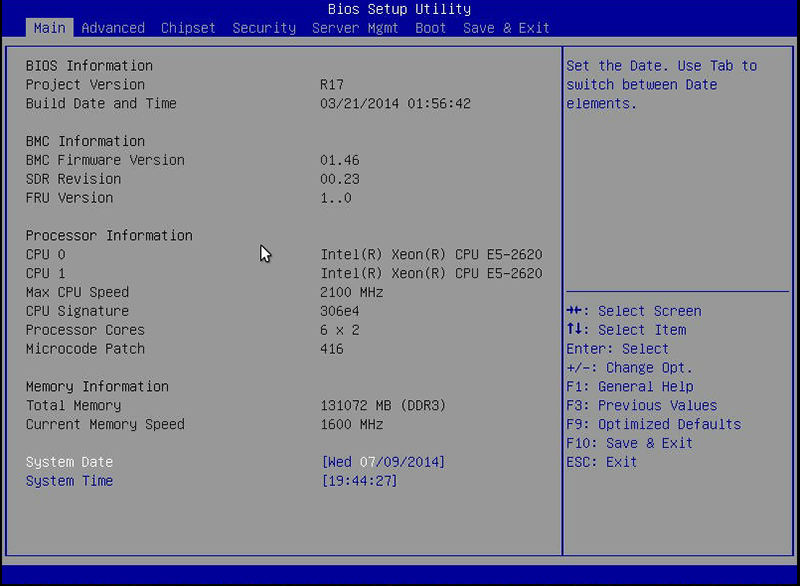 Bios Setup Utility
Main Advanced Chipset Security Server Mgmt Boot Save & Exit
BIOS Information
Project Version R17
Build Date and Time 03/21/2014 01:56:42
BMC Information
BMC Firmware Version 01.46
SDR Revision 00.23
FRU Version 1..0
Processor Information
CPU 0 Intel(R) Xeon(R) CPU E5-2620
CPU 1 Intel(R) Xeon(R) CPU E5-2620
Max CPU Speed 2100 MHz
CPU Signature 306e4
Processor Cores 6 x 2
Microcode Patch 416
Memory Information
Total Memory 131072 MB (DDR3)
Current Memory Speed 1600 MHz
System Date [Wed 07/09/2014]
System Time [19:44:27]
Set the Date. Use Tab to
switch between Date
elements.
→←: Select Screen
↑↓: Select Item
Enter: Select
+/-: Change Opt.
F1: General Help
F3: Previous Values
F9: Optimized Defaults
F10: Save & Exit
ESC: Exit